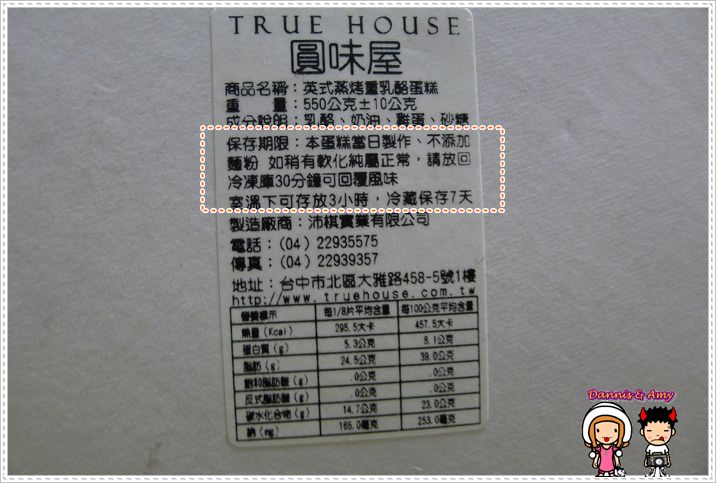 TRUE HOUSE
圓味屋
商品名稱：英式蒸烤重乳酪蛋糕
重　　量：550公克±10公克
成分說明：乳酪、奶油、雞蛋、砂糖
保存期限：本蛋糕當日製作、不添加
麵粉 如稍有軟化純屬正常，請放回
冷凍庫30分鐘可回覆風味
室溫下可存放3小時，冷藏保存7天
製造廠商：沛棋實業有限公司
電話：(04) 22935575
傳真：(04) 22939357
地址：台中市北區大雅路458-5號1樓
http://www.truehouse.com.tw
營養標示 每1/8片平均含量 每100公克平均含量
熱量 (Kcal) 295.5大卡 457.5大卡
蛋白質 (g) 5.3公克 8.1公克
脂肪 (g) 24.5公克 39.0公克
飽和脂肪酸 (g) .0公克 .0公克
反式脂肪酸 (g) .0公克 .0公克
碳水化合物 (g) 14.7公克 23.0公克
鈉 (mg) 165.0毫克 253.0毫克
Dannis & Amy